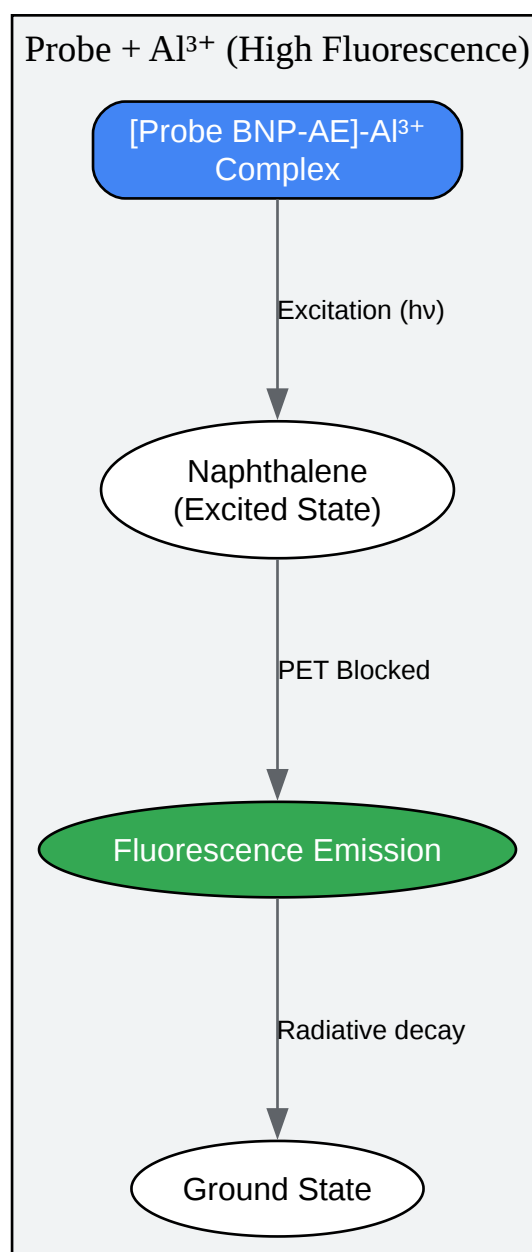 Probe + Al³⁺ (High Fluorescence)
[Probe BNP-AE]-Al³⁺
Complex
Excitation (hν)
Naphthalene
(Excited State)
PET Blocked
Fluorescence Emission
Radiative decay
Ground State